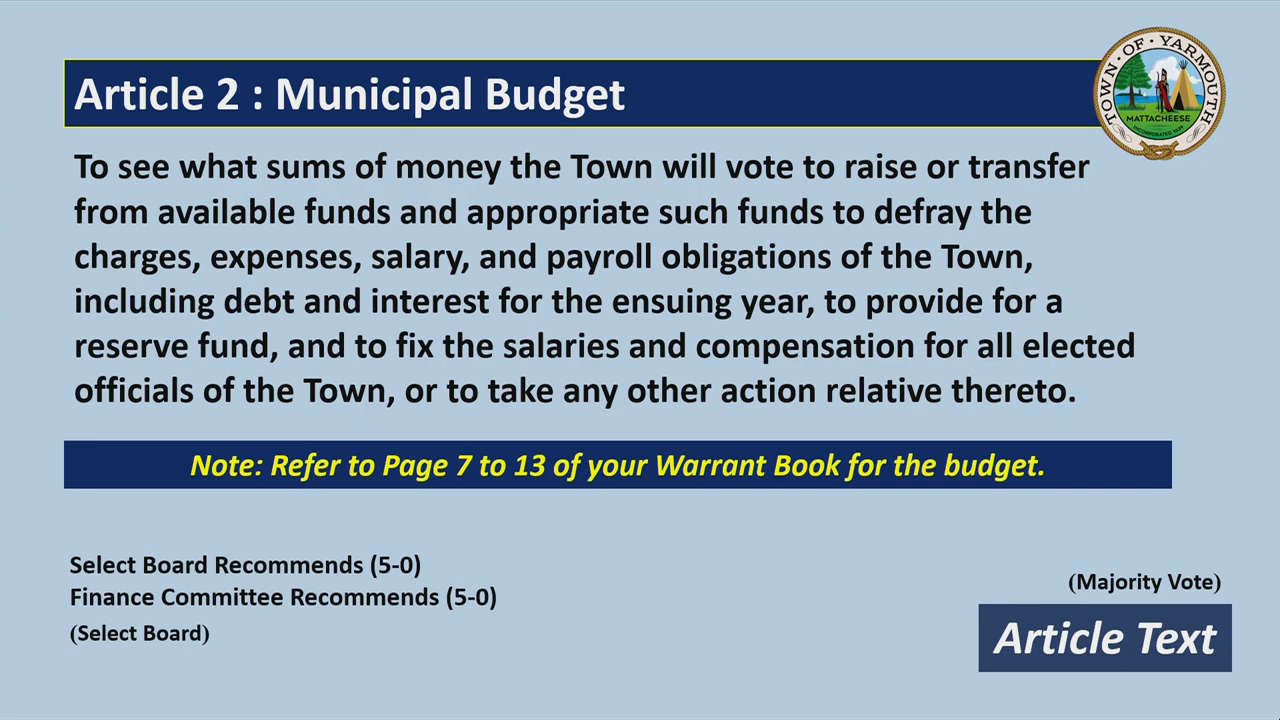 Article 2 : Municipal Budget
TOWN · OF · YARMOUTH
MATTACHEESE
INCORPORATED 1639
To see what sums of money the Town will vote to raise or transfer
from available funds and appropriate such funds to defray the
charges, expenses, salary, and payroll obligations of the Town,
including debt and interest for the ensuing year, to provide for a
reserve fund, and to fix the salaries and compensation for all elected
officials of the Town, or to take any other action relative thereto.
Note: Refer to Page 7 to 13 of your Warrant Book for the budget.
Select Board Recommends (5-0)
Finance Committee Recommends (5-0)
(Select Board)
(Majority Vote)
Article Text